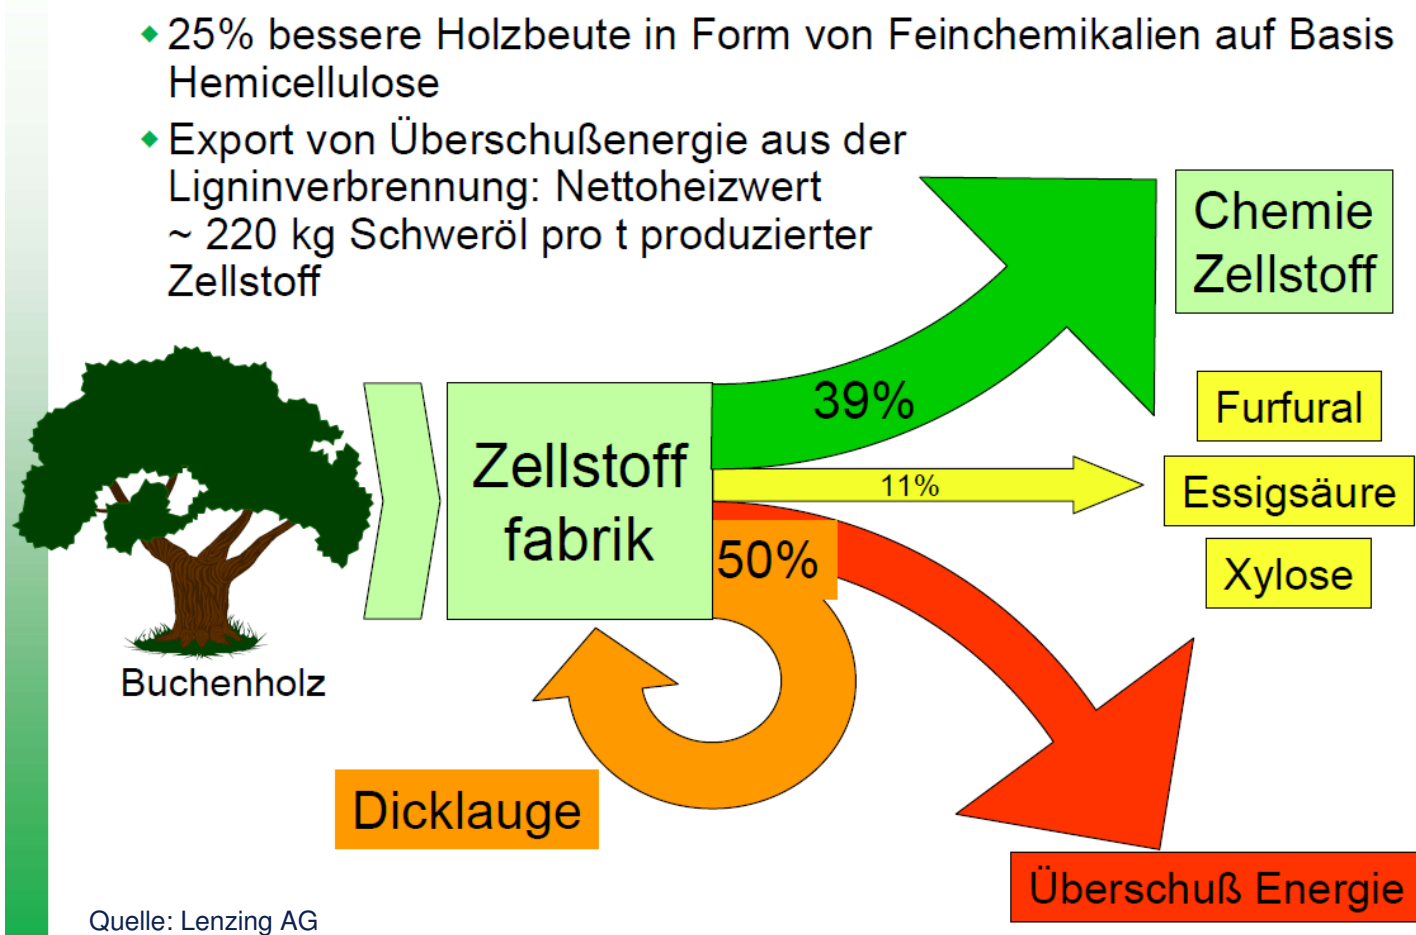 25% bessere Holzbeute in Form von Feinchemikalien auf Basis
Hemicellulose
Export von Überschußenergie aus der
Ligninverbrennung: Nettoheizwert
~ 220 kg Schweröl pro t produzierter
Zellstoff
Chemie
Zellstoff
39%
Furfural
Zellstoff
fabrik
11%
Essigsäure
50%
Xylose
Buchenholz
Dicklauge
Überschuß Energie
Quelle: Lenzing AG